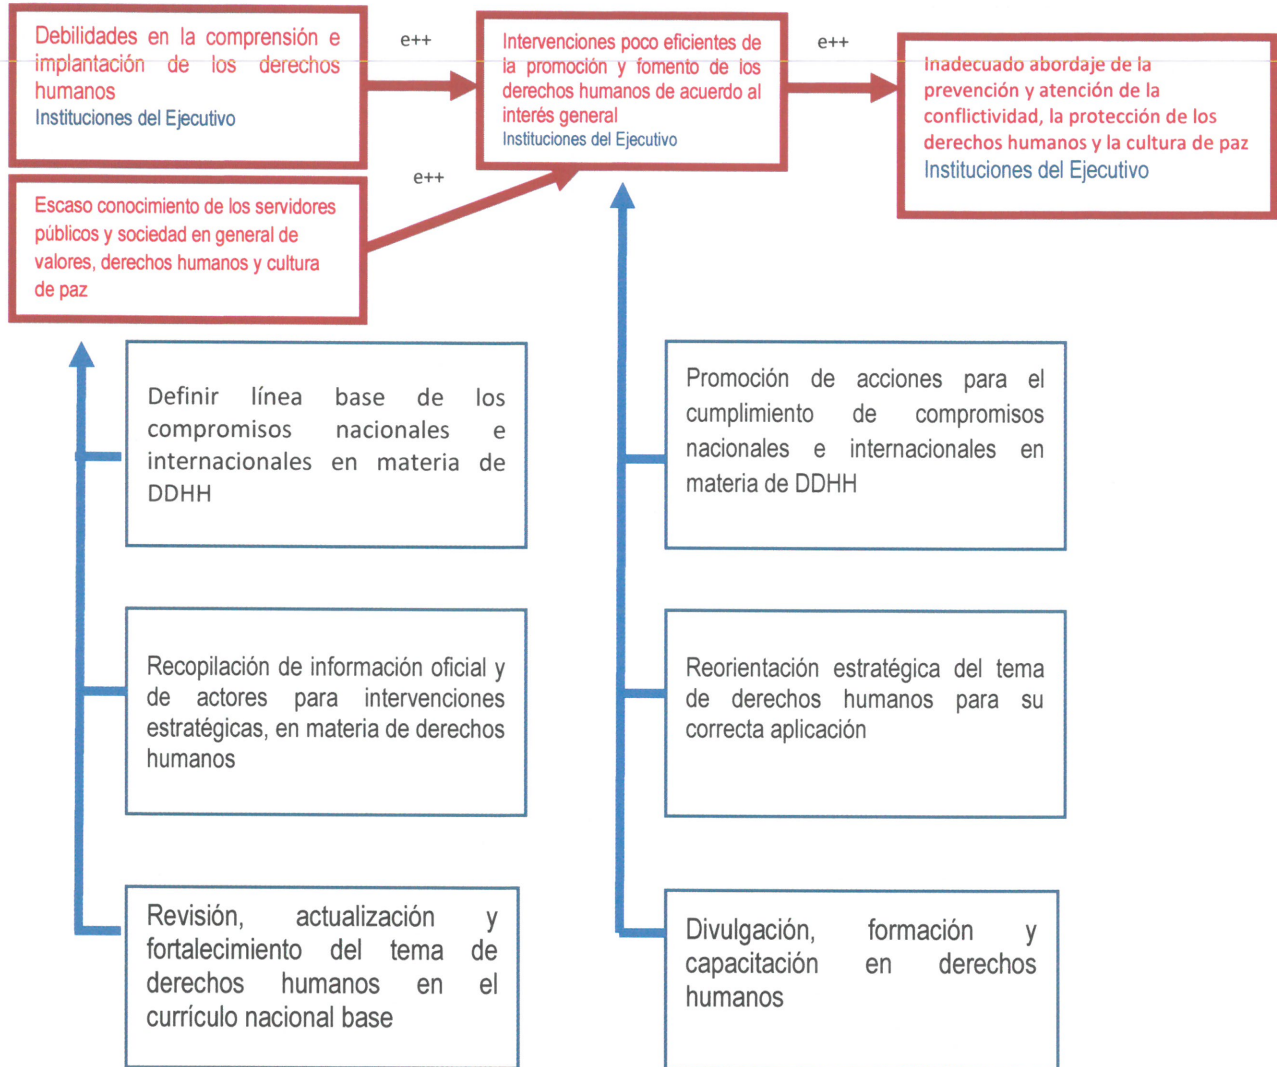 Debilidades en la comprensión e
implantación de los derechos
humanos
Instituciones del Ejecutivo
e++
Intervenciones poco eficientes de
la promoción y fomento de los
derechos humanos de acuerdo al
interés general
Instituciones del Ejecutivo
e++
Inadecuado abordaje de la
prevención y atención de la
conflictividad, la protección de los
derechos humanos y la cultura de paz
Instituciones del Ejecutivo
Escaso conocimiento de los servidores
públicos y sociedad en general de
valores, derechos humanos y cultura
de paz
e++
Definir línea base de los
compromisos nacionales e
internacionales en materia de
DDHH
Promoción de acciones para el
cumplimiento de compromisos
nacionales e internacionales en
materia de DDHH
Recopilación de información oficial y
de actores para intervenciones
estratégicas, en materia de derechos
humanos
Reorientación estratégica del tema
de derechos humanos para su
correcta aplicación
Revisión, actualización y
fortalecimiento del tema de
derechos humanos en el
currículo nacional base
Divulgación, formación y
capacitación en derechos
humanos